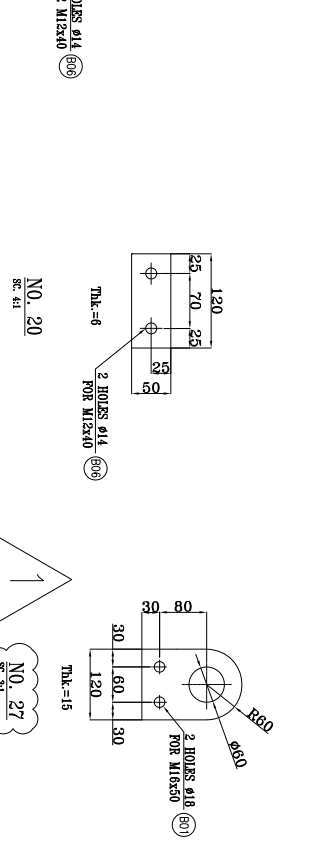 OLES ø14
M12x40
B06
25
70
25
120
25
50
Thk.=6
2 HOLES ø14
FOR M12x40
B06
NO. 20
SC. 4:1
1
30
80
30
60
30
120
R60
ø60
Thk.=15
2 HOLES ø18
FOR M16x50
B01
NO. 27